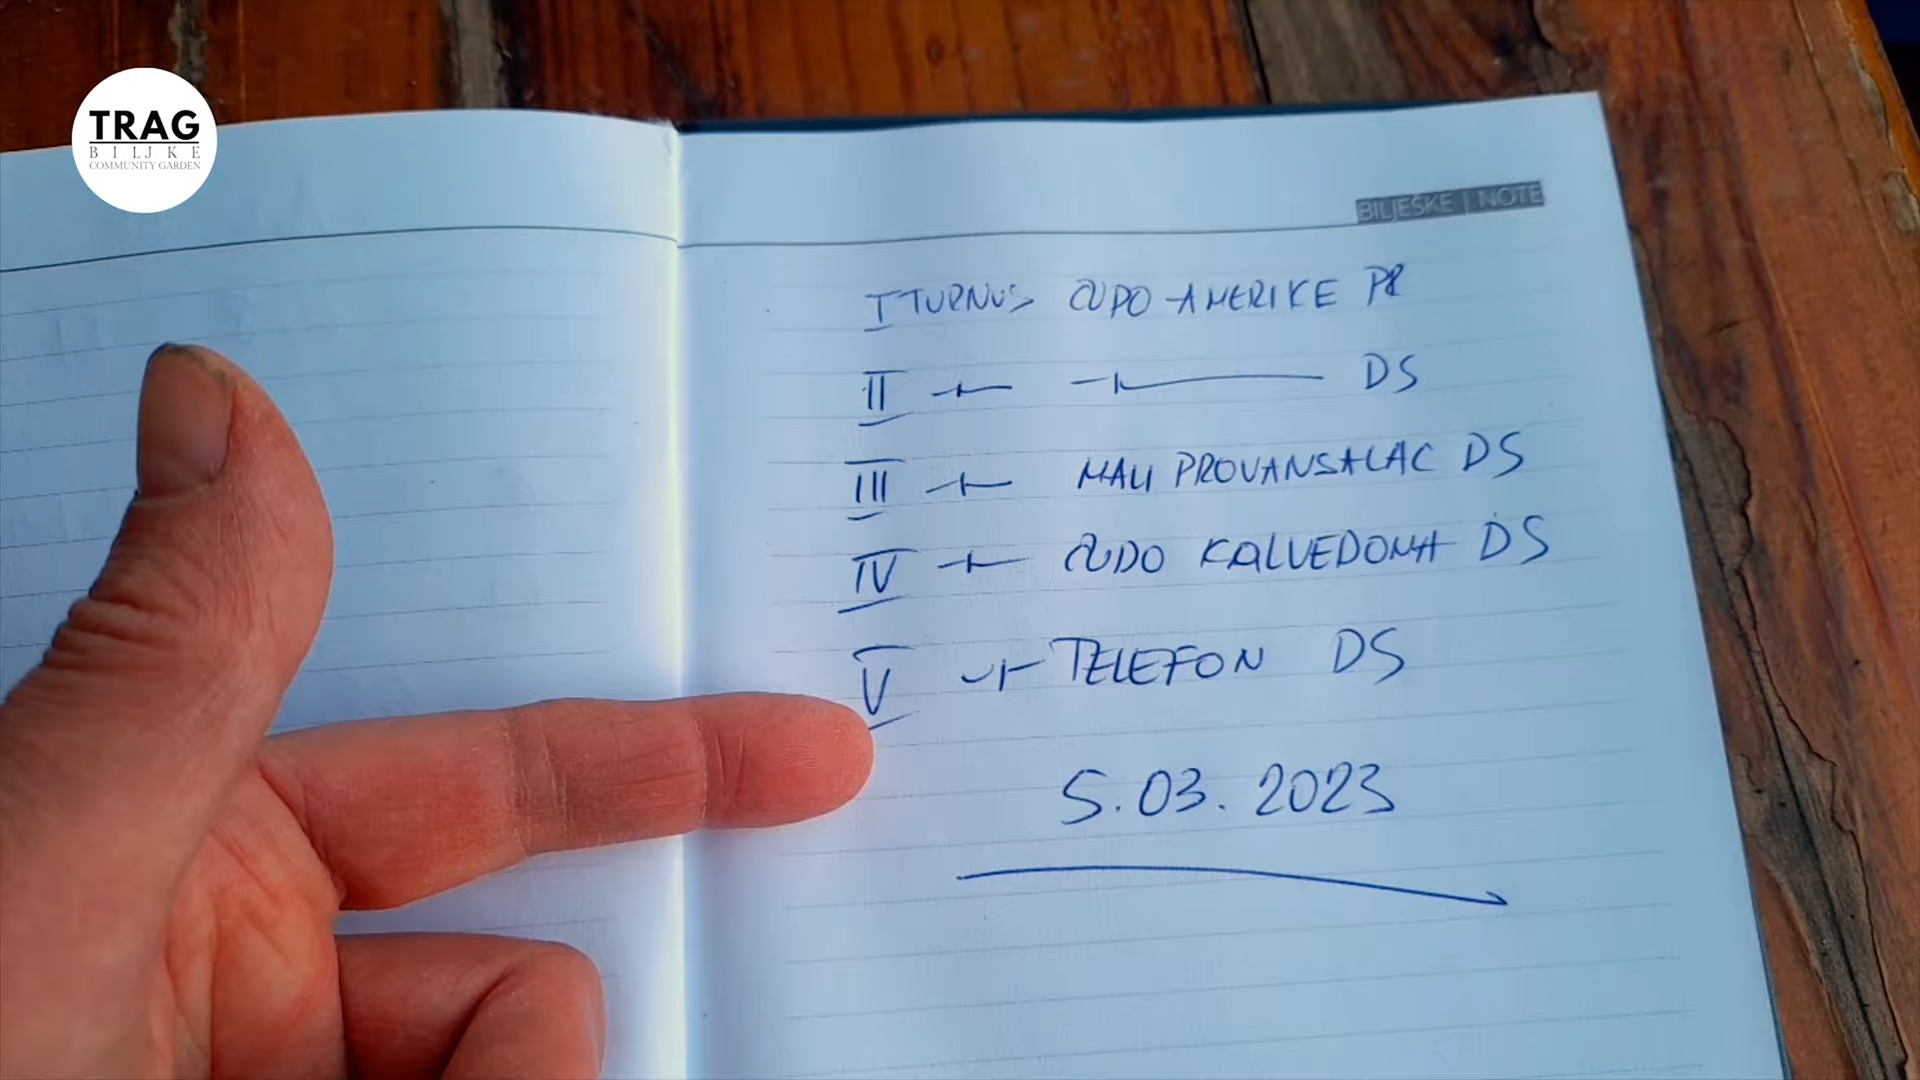 TRAG
BILJKE
COMMUNITY GARDEN
BILJEŠKE | NOTE
I TURNUS ČUDO AMERIKE PR
II DS
III MALI PROVANSALAC DS
IV ČUDO KALVEDONA DS
V TELEFON DS
5.03.2023